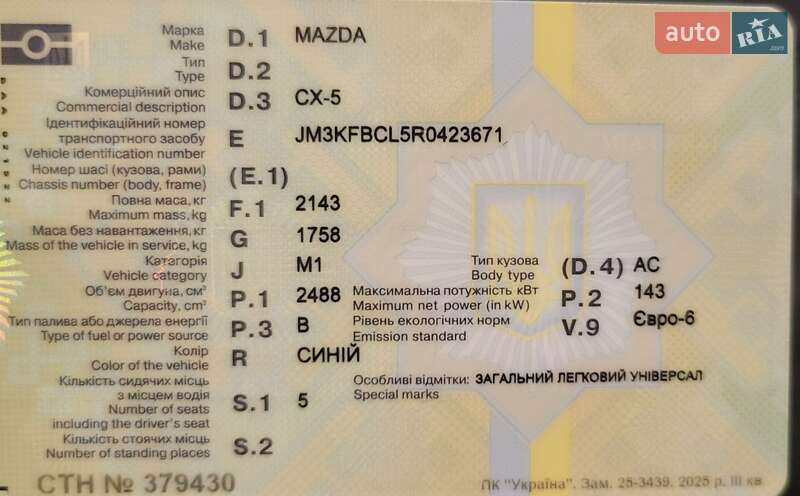 Марка D.1 MAZDA
Make
Тип D.2
Type
Комерційний опис D.3 CX-5
Commercial description
Ідентифікаційний номер
транспортного засобу E JM3KFBCL5R0423671
Vehicle identification number
Номер шасі (кузова, рами) (E.1)
Chassis number (body, frame)
Повна маса, кг F.1 2143
Maximum mass, kg
Маса без навантаження, кг G 1758
Mass of the vehicle in service, kg
Категорія J M1 Тип кузова (D.4) АС
Vehicle category Body type
Об'єм двигуна, см³ P.1 2488 Максимальна потужність кВт P.2 143
Capacity, cm³ Maximum net power (in kW)
Тип палива або джерела енергії P.3 B Рівень екологічних норм V.9 Євро-6
Type of fuel or power source Emission standard
Колір R СИНІЙ
Color of the vehicle
Кількість сидячих місць Особливі відмітки: ЗАГАЛЬНИЙ ЛЕГКОВИЙ УНІВЕРСАЛ
з місцем водія S.1 5 Special marks
Number of seats
including the driver's seat
Кількість стоячих місць S.2
Number of standing places
СТН № 379430
ПК "Україна". Зам. 25-3439. 2025 р. III кв.
auto RIA .com